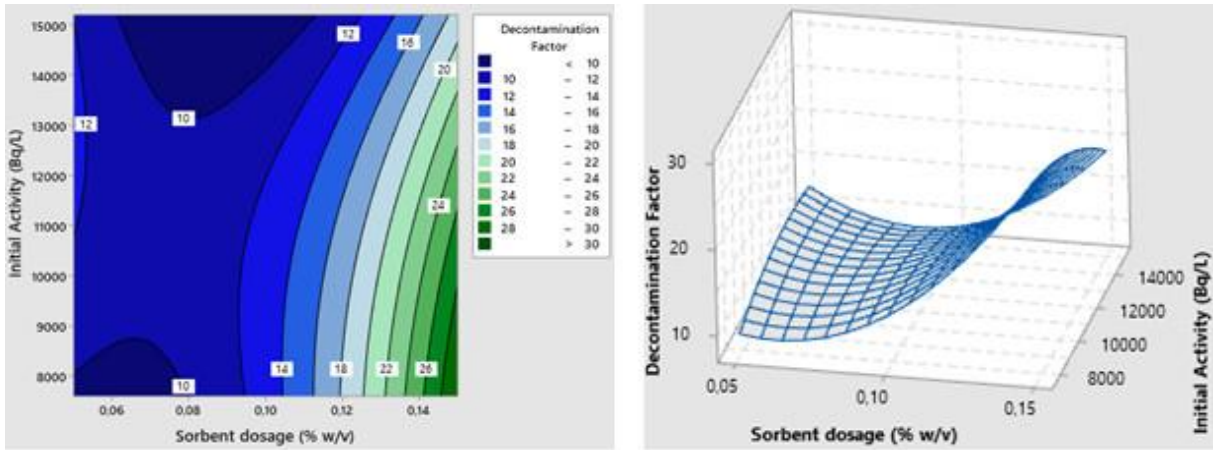 15000
14000
13000
12000
11000
10000
9000
8000
Initial Activity (Bq/L)
12
16
20
10
12
24
10
14
18
22
26
0,06
0,08
0,10
0,12
0,14
Sorbent dosage (% w/v)
Decontamination
Factor
< 10
10 – 12
12 – 14
14 – 16
16 – 18
18 – 20
20 – 22
22 – 24
24 – 26
26 – 28
28 – 30
> 30
Decontamination Factor
30
20
10
0,05
0,10
0,15
Sorbent dosage (% w/v)
14000
12000
10000
8000
Initial Activity (Bq/L)